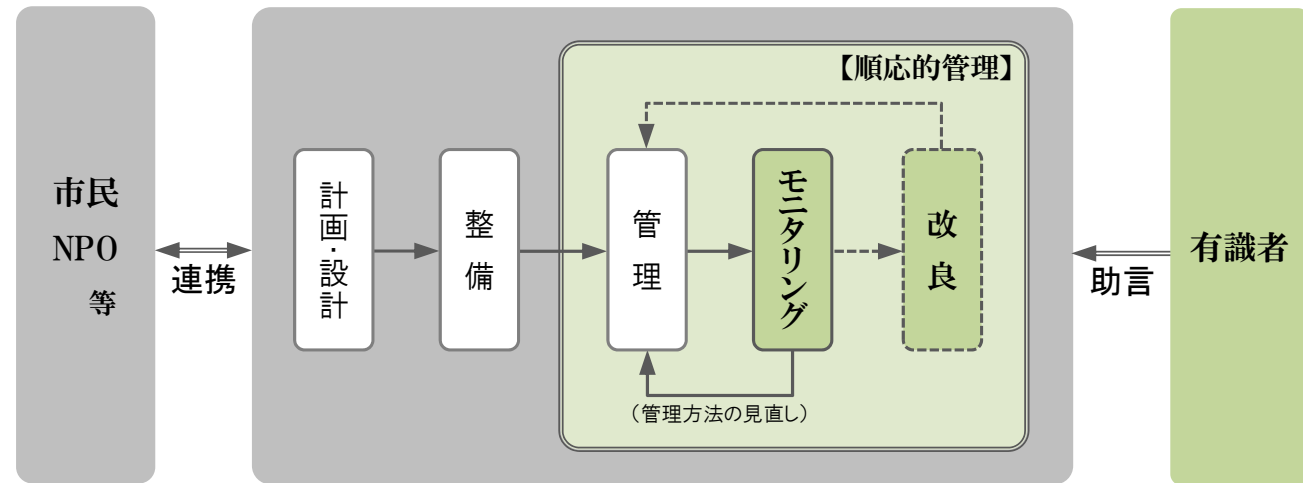 市民
NPO
等
連携
計画・設計
整備
【順応的管理】
管理
モニタリング
改良
（管理方法の見直し）
助言
有識者